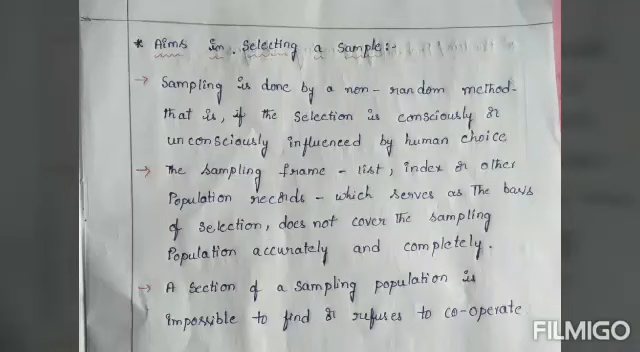 * Aims in Selecting a Sample:-
→ Sampling is done by a non-random method-
that is, if the selection is consciously or
unconsciously influenced by human choice
→ The sampling frame - list, index or other
Population records - which serves as The basis
of selection, does not cover The sampling
Population accurately and completely.
→ A section of a sampling population is
impossible to find or refuses to co-operate
FILMIGO